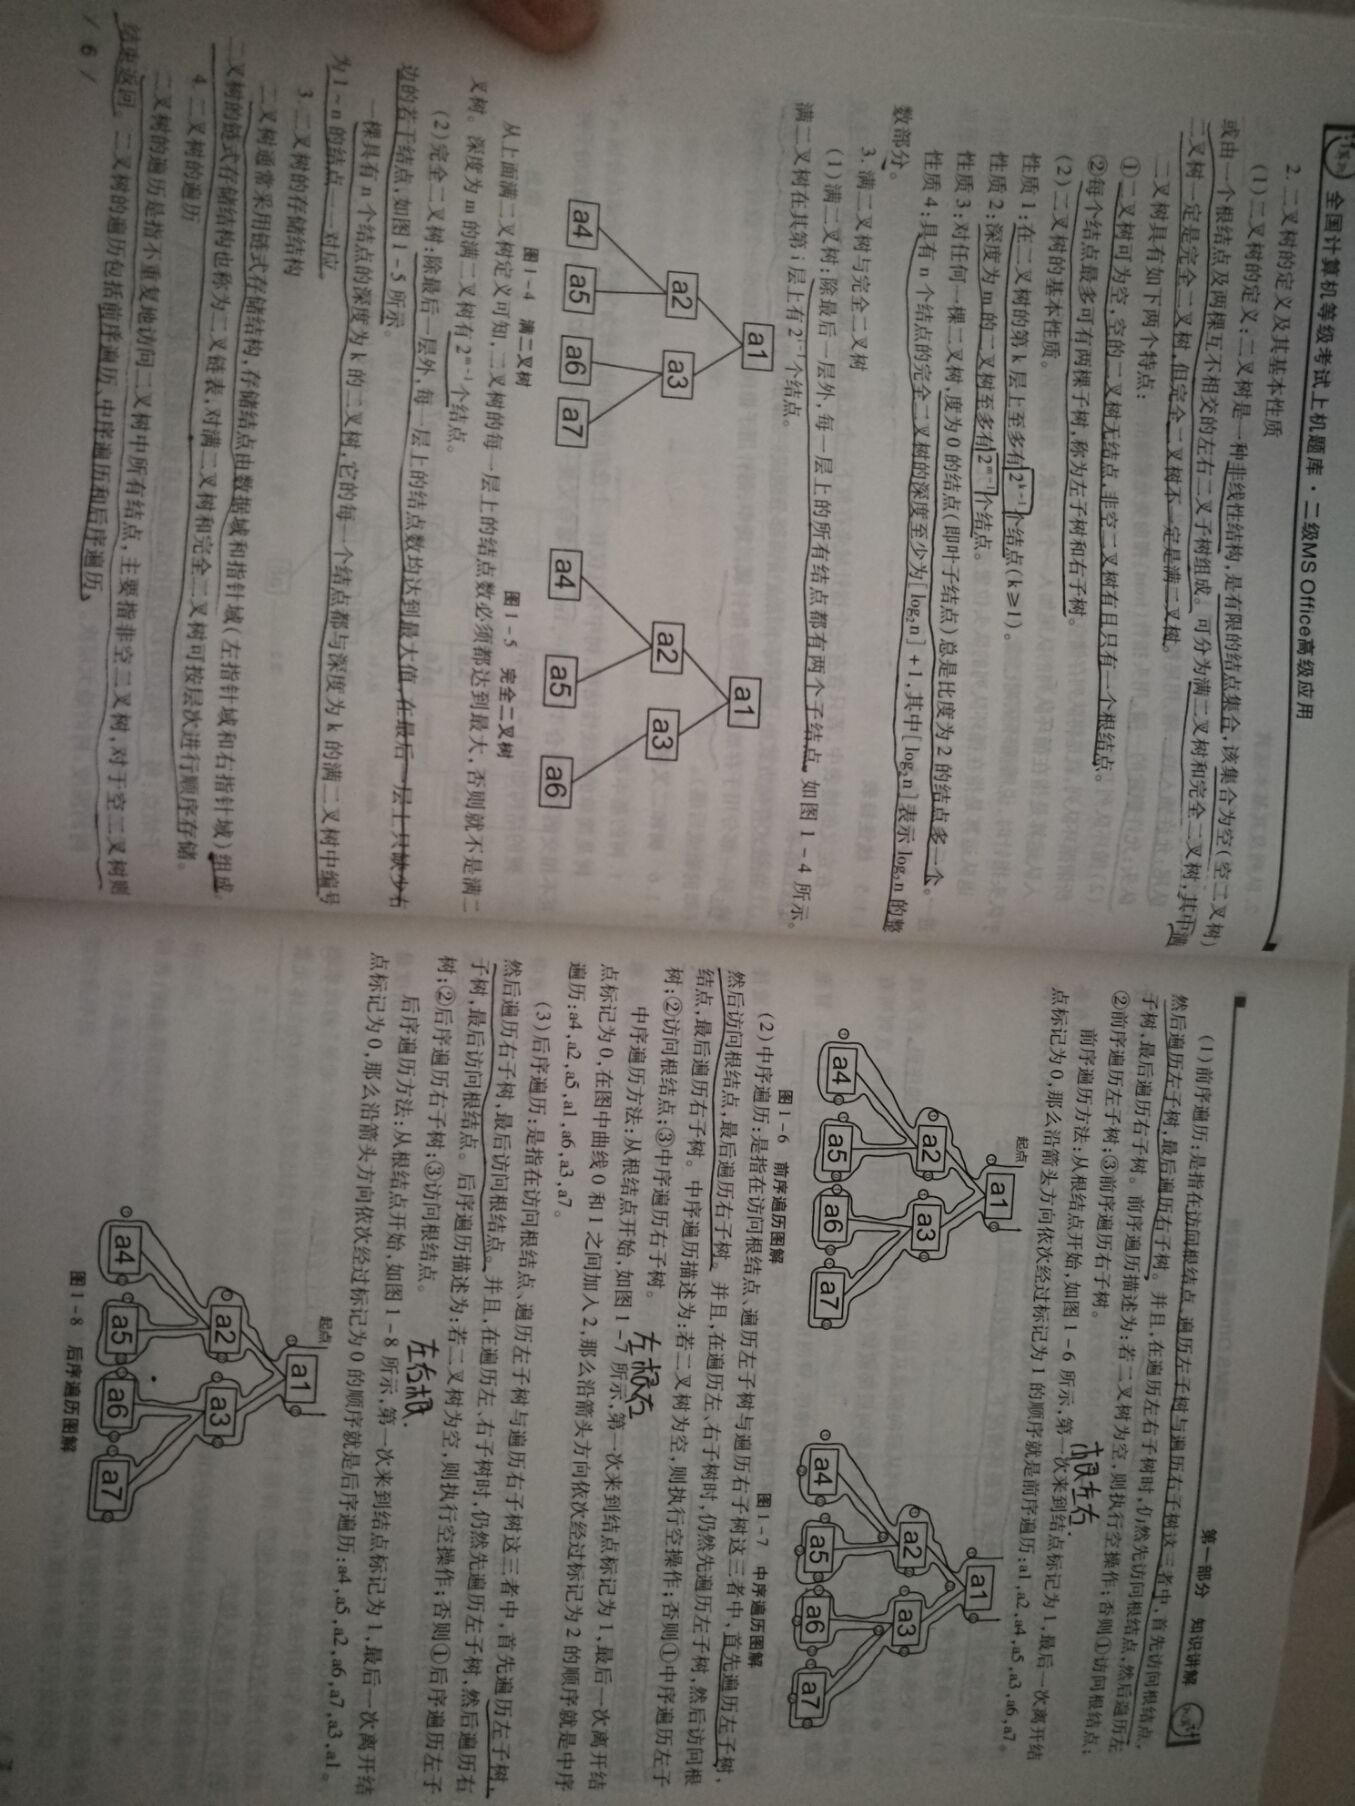 全国计算机等级考试上机题库·二级MS Office高级应用
2. 二叉树的定义及其基本性质
(1)二叉树的定义:二叉树是一种非线性结构,是有限的结点集合,该集合为空(空二叉树)
或由一个根结点及两棵互不相交的左右二叉子树组成。可分为满二叉树和完全二叉树,其中满
二叉树一定是完全二叉树,但完全二叉树不一定是满二叉树。
二叉树具有如下两个特点:
①二叉树可为空,空的二叉树无结点,非空二叉树有且只有一个根结点。
②每个结点最多可有两棵子树,称为左子树和右子树。
(2)二叉树的基本性质。
性质1:在二叉树的第k层上至多有2ᵏ⁻¹个结点(k≥1)。
性质2:深度为m的二叉树至多有2ᵐ⁻¹个结点。
性质3:对任何一棵二叉树,度为0的结点(即叶子结点)总是比度为2的结点多一个。
性质4:具有n个结点的完全二叉树的深度至少为[log₂n]+1,其中[log₂n]表示log₂n的整
数部分。
3. 满二叉树与完全二叉树
(1)满二叉树:除最后一层外,每一层上的所有结点都有两个子结点。如图1-4所示。
满二叉树在其第i层上有2ⁱ⁻¹个结点。
a1
a2 a3
a4 a5 a6 a7
图1-4 满二叉树
a1
a2 a3
a4 a5 a6
图1-5 完全二叉树
从上面满二叉树定义可知,二叉树的每一层上的结点数必须都达到最大,否则就不是满二
叉树。深度为m的满二叉树有2ᵐ⁻¹个结点。
(2)完全二叉树:除最后一层外,每一层上的结点数均达到最大值,在最后一层上只缺少右
边的若干结点,如图1-5所示。
一棵具有n个结点的深度为k的二叉树,它的每一个结点都与深度为k的满二叉树中编号
为1~n的结点一一对应。
3. 二叉树的存储结构
二叉树通常采用链式存储结构,存储结点由数据域和指针域(左指针域和右指针域)组成。
二叉树的链式存储结构也称为二叉链表,对满二叉树和完全二叉树可按层次进行顺序存储。
4. 二叉树的遍历
二叉树的遍历是指不重复地访问二叉树中所有结点,主要指非空二叉树,对于空二叉树则
结束返回。二叉树的遍历包括前序遍历、中序遍历和后序遍历。
/ 6 /
第一部分 知识讲解
(1)前序遍历:是指在访问根结点、遍历左子树与遍历右子树这三者中,首先访问根结点,
然后遍历左子树,最后遍历右子树。并且,在遍历左右子树时,仍然先访问根结点,然后遍历左
子树,最后遍历右子树。前序遍历描述为:若二叉树为空,则执行空操作;否则①访问根结点;
②前序遍历左子树;③前序遍历右子树。
根左右.
前序遍历方法:从根结点开始,如图1-6所示,第一次来到结点标记为1,最后一次离开结
点标记为0,那么沿箭头方向依次经过标记为1的顺序就是前序遍历:a1,a2,a4,a5,a3,a6,a7。
起点
a1
a2 a3
a4 a5 a6 a7
图1-6 前序遍历图解
a1
a2 a3
a4 a5 a6 a7
图1-7 中序遍历图解
(2)中序遍历:是指在访问根结点、遍历左子树与遍历右子树这三者中,首先遍历左子树,
然后访问根结点,最后遍历右子树。并且,在遍历左、右子树时,仍然先遍历左子树,然后访问根
结点,最后遍历右子树。中序遍历描述为:若二叉树为空,则执行空操作;否则①中序遍历左子
树;②访问根结点;③中序遍历右子树。
左根右
中序遍历方法:从根结点开始,如图1-7所示,第一次来到结点标记为1,最后一次离开结
点标记为0,在图中曲线0和1之间加入2,那么沿箭头方向依次经过标记为2的顺序就是中序
遍历:a4,a2,a5,a1,a6,a3,a7。
(3)后序遍历:是指在访问根结点、遍历左子树与遍历右子树这三者中,首先遍历左子树,
然后遍历右子树,最后访问根结点。并且,在遍历左、右子树时,仍然先遍历左子树,然后遍历右
子树,最后访问根结点。后序遍历描述为:若二叉树为空,则执行空操作;否则①后序遍历左子
树;②后序遍历右子树;③访问根结点。
左右根
后序遍历方法:从根结点开始,如图1-8所示,第一次来到结点标记为1,最后一次离开结
点标记为0,那么沿箭头方向依次经过标记为0的顺序就是后序遍历:a4,a5,a2,a6,a7,a3,a1。
起点
a1
a2 a3
a4 a5 a6 a7
图1-8 后序遍历图解